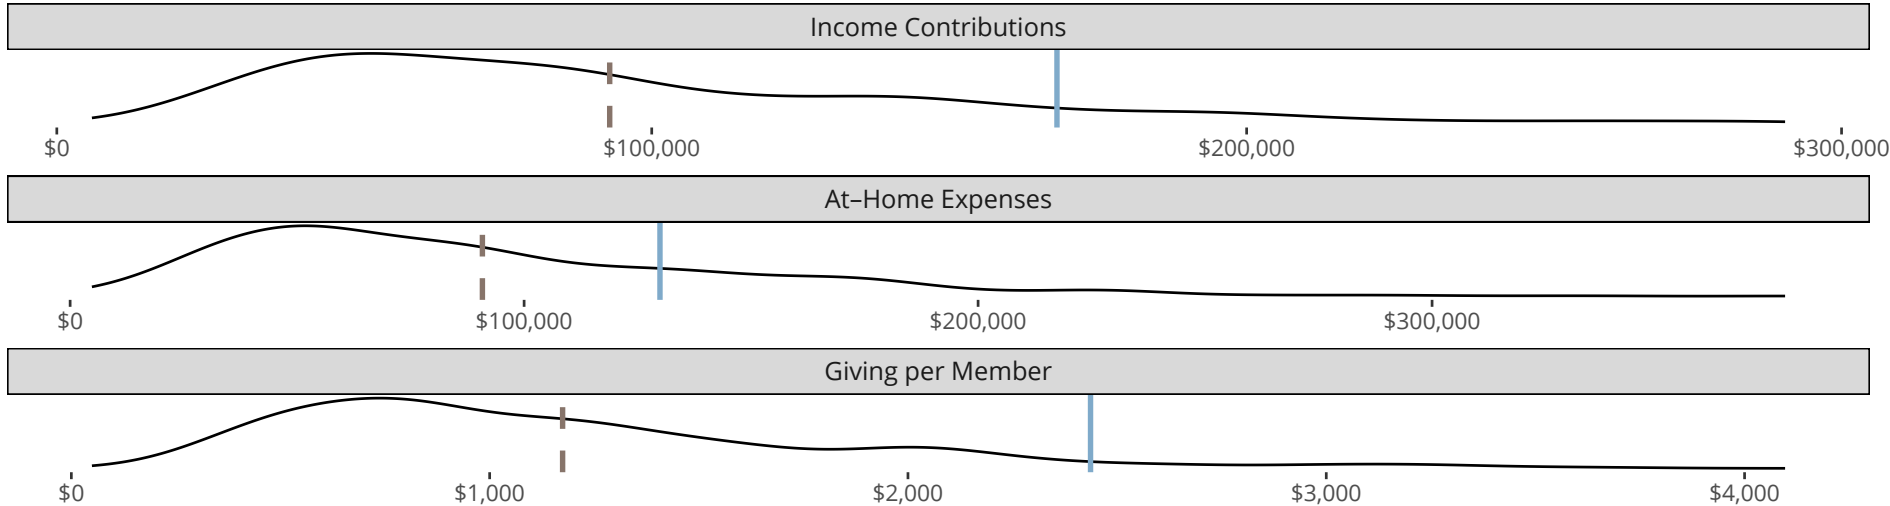 Income Contributions
$0 $100,000 $200,000 $300,000
At–Home Expenses
$0 $100,000 $200,000 $300,000
Giving per Member
$0 $1,000 $2,000 $3,000 $4,000